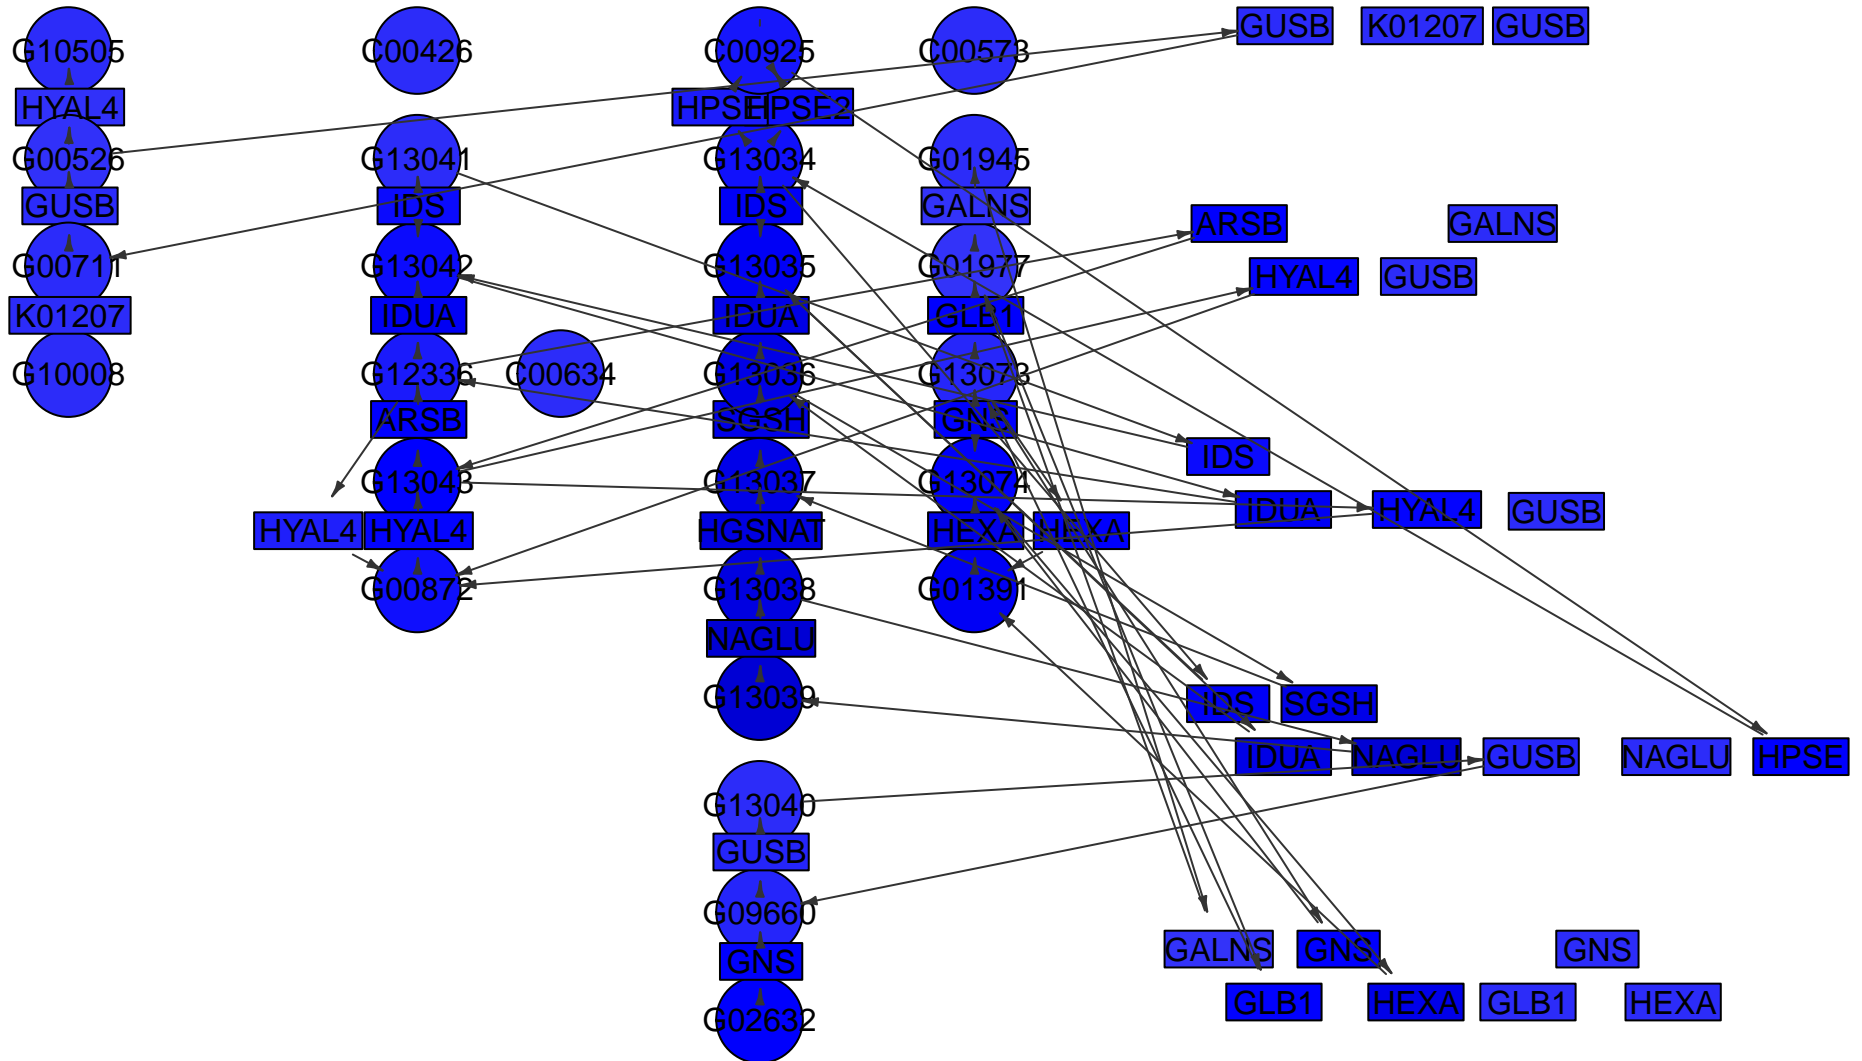 G10505 C00426 C00925 C00573 GUSB K01207 GUSB
HYAL4 HPSE HPSE2
G00526 G13041 G13034 G01945
GUSB IDS IDS GALNS ARSB GALNS
G00711 G13042 G13035 G01977 HYAL4 GUSB
K01207 IDUA IDUA GLB1
G10008 G12336 C00634 G13036 G13073
ARSB SGSH GNS IDS
G13043 G13037 G13074 IDUA HYAL4 GUSB
HYAL4 HYAL4 HGSNAT HEXA HEXA
G00872 G13038 G01391
NAGLU
G13039 IDS SGSH
IDUA NAGLU GUSB NAGLU HPSE
G13040
GUSB
G09660
GNS GALNS GNS GNS
G02632 GLB1 HEXA GLB1 HEXA